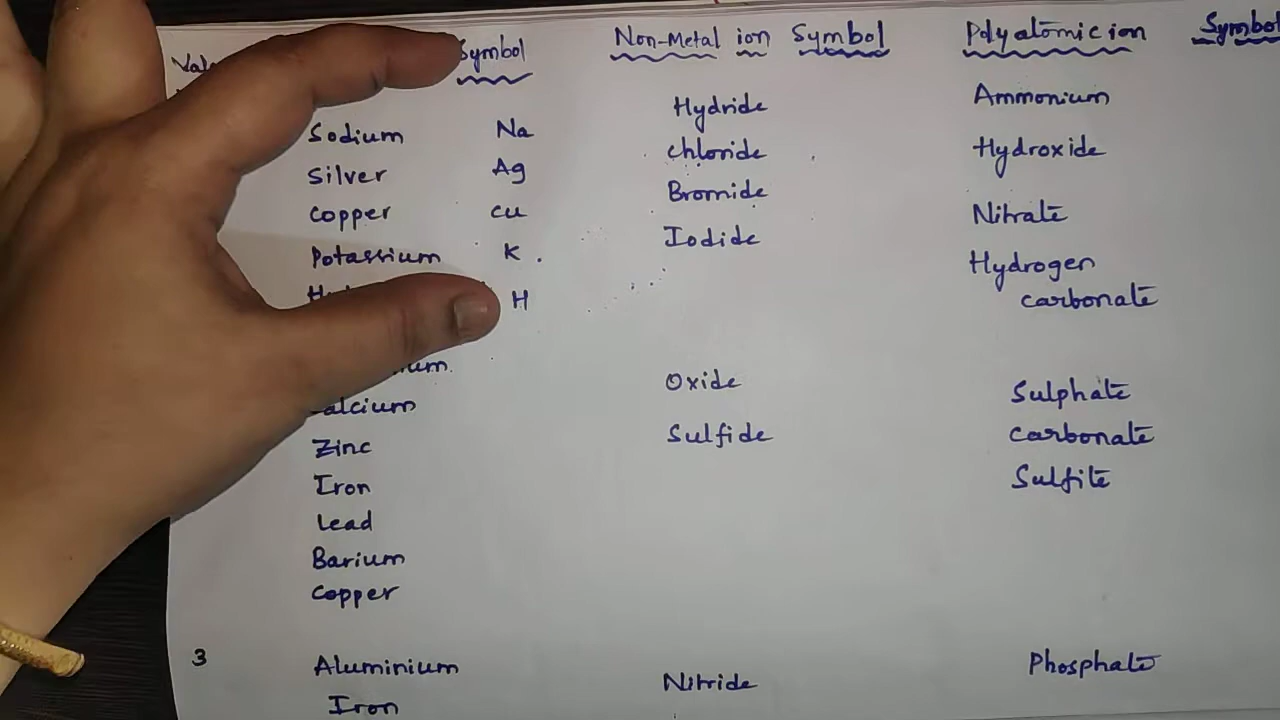 Symbol Non-Metal ion Symbol Polyatomic ion Symbol
Sodium Na Hydride Ammonium
Silver Ag chloride Hydroxide
Copper cu Bromide Nitrate
Potassium K . Iodide Hydrogen
H carbonate
Calcium Oxide Sulphate
Zinc Sulfide carbonate
Iron Sulfite
Lead
Barium
Copper
3 Aluminium Nitride Phosphate
Iron